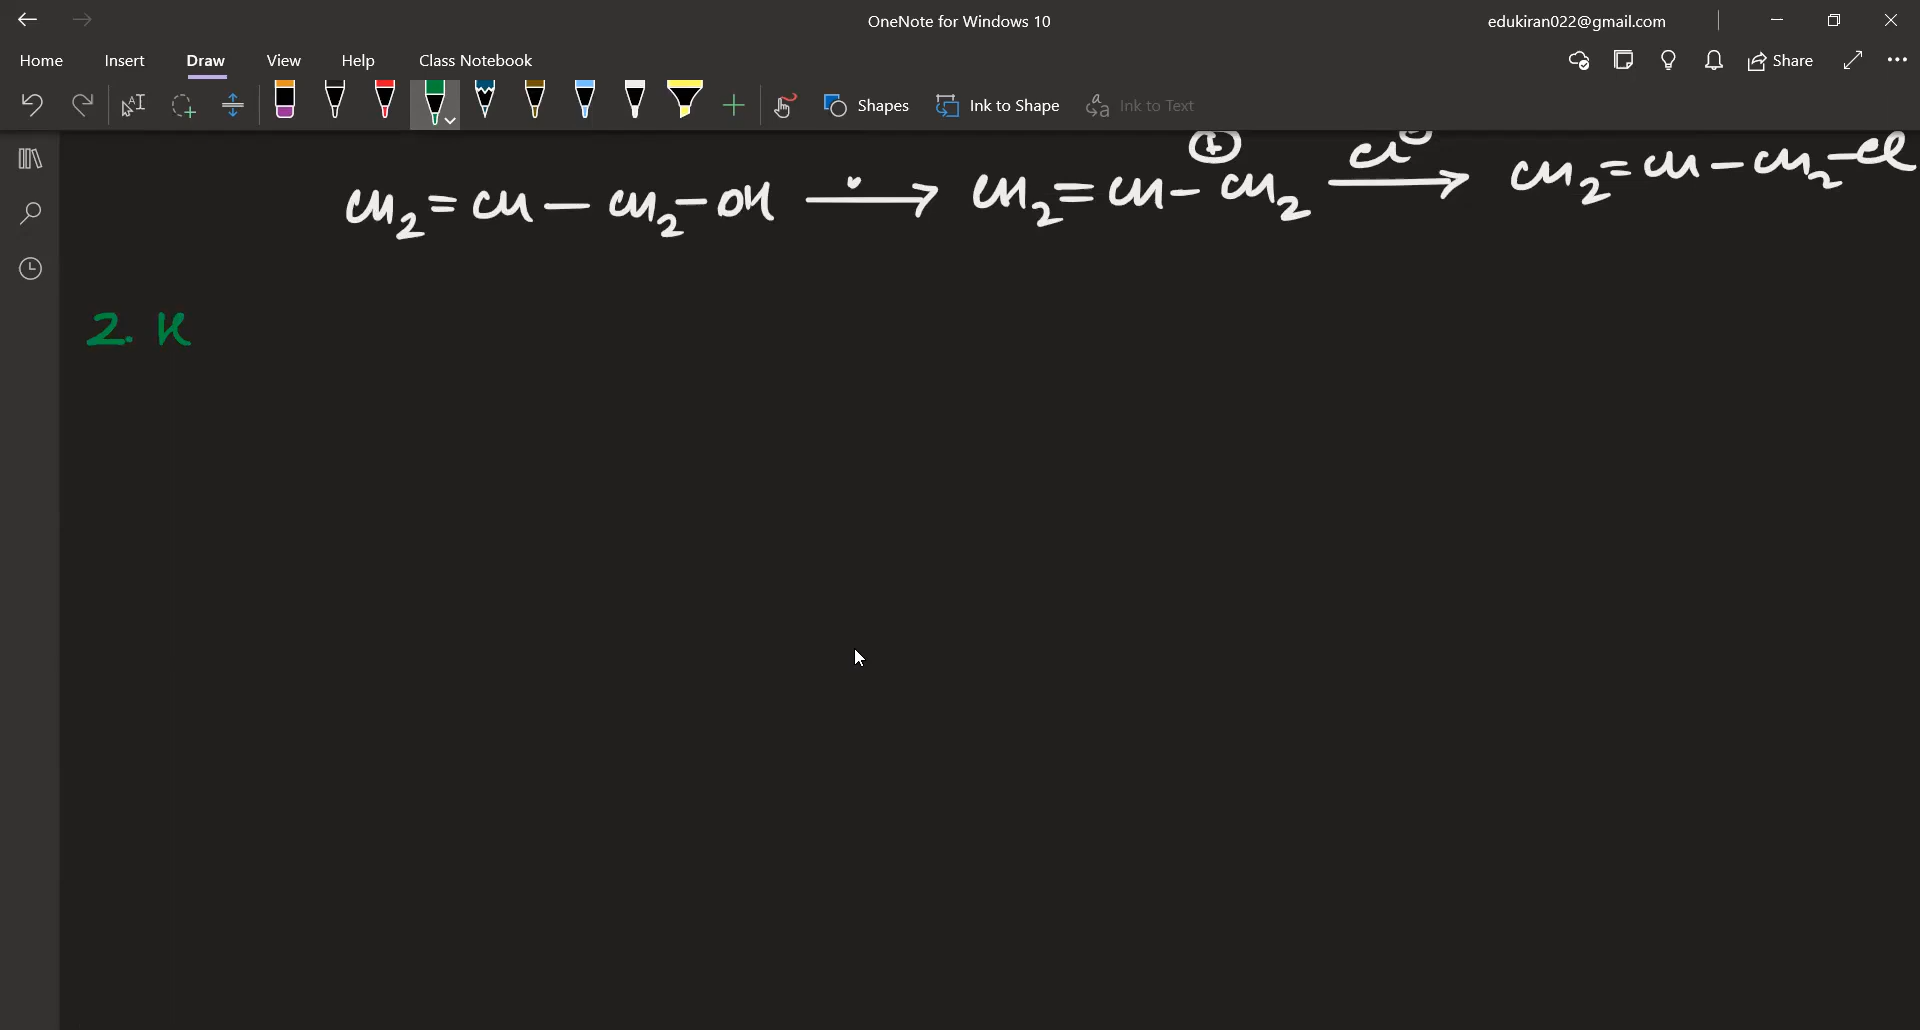 OneNote for Windows 10
edukiran022@gmail.com
Home Insert Draw View Help Class Notebook
Share
Shapes Ink to Shape Ink to Text
CH₂=CH—CH₂-OH ⟶ CH₂=CH-CH₂ ⊕ Cl⊖ ⟶ CH₂=CH-CH₂-Cl
2. K